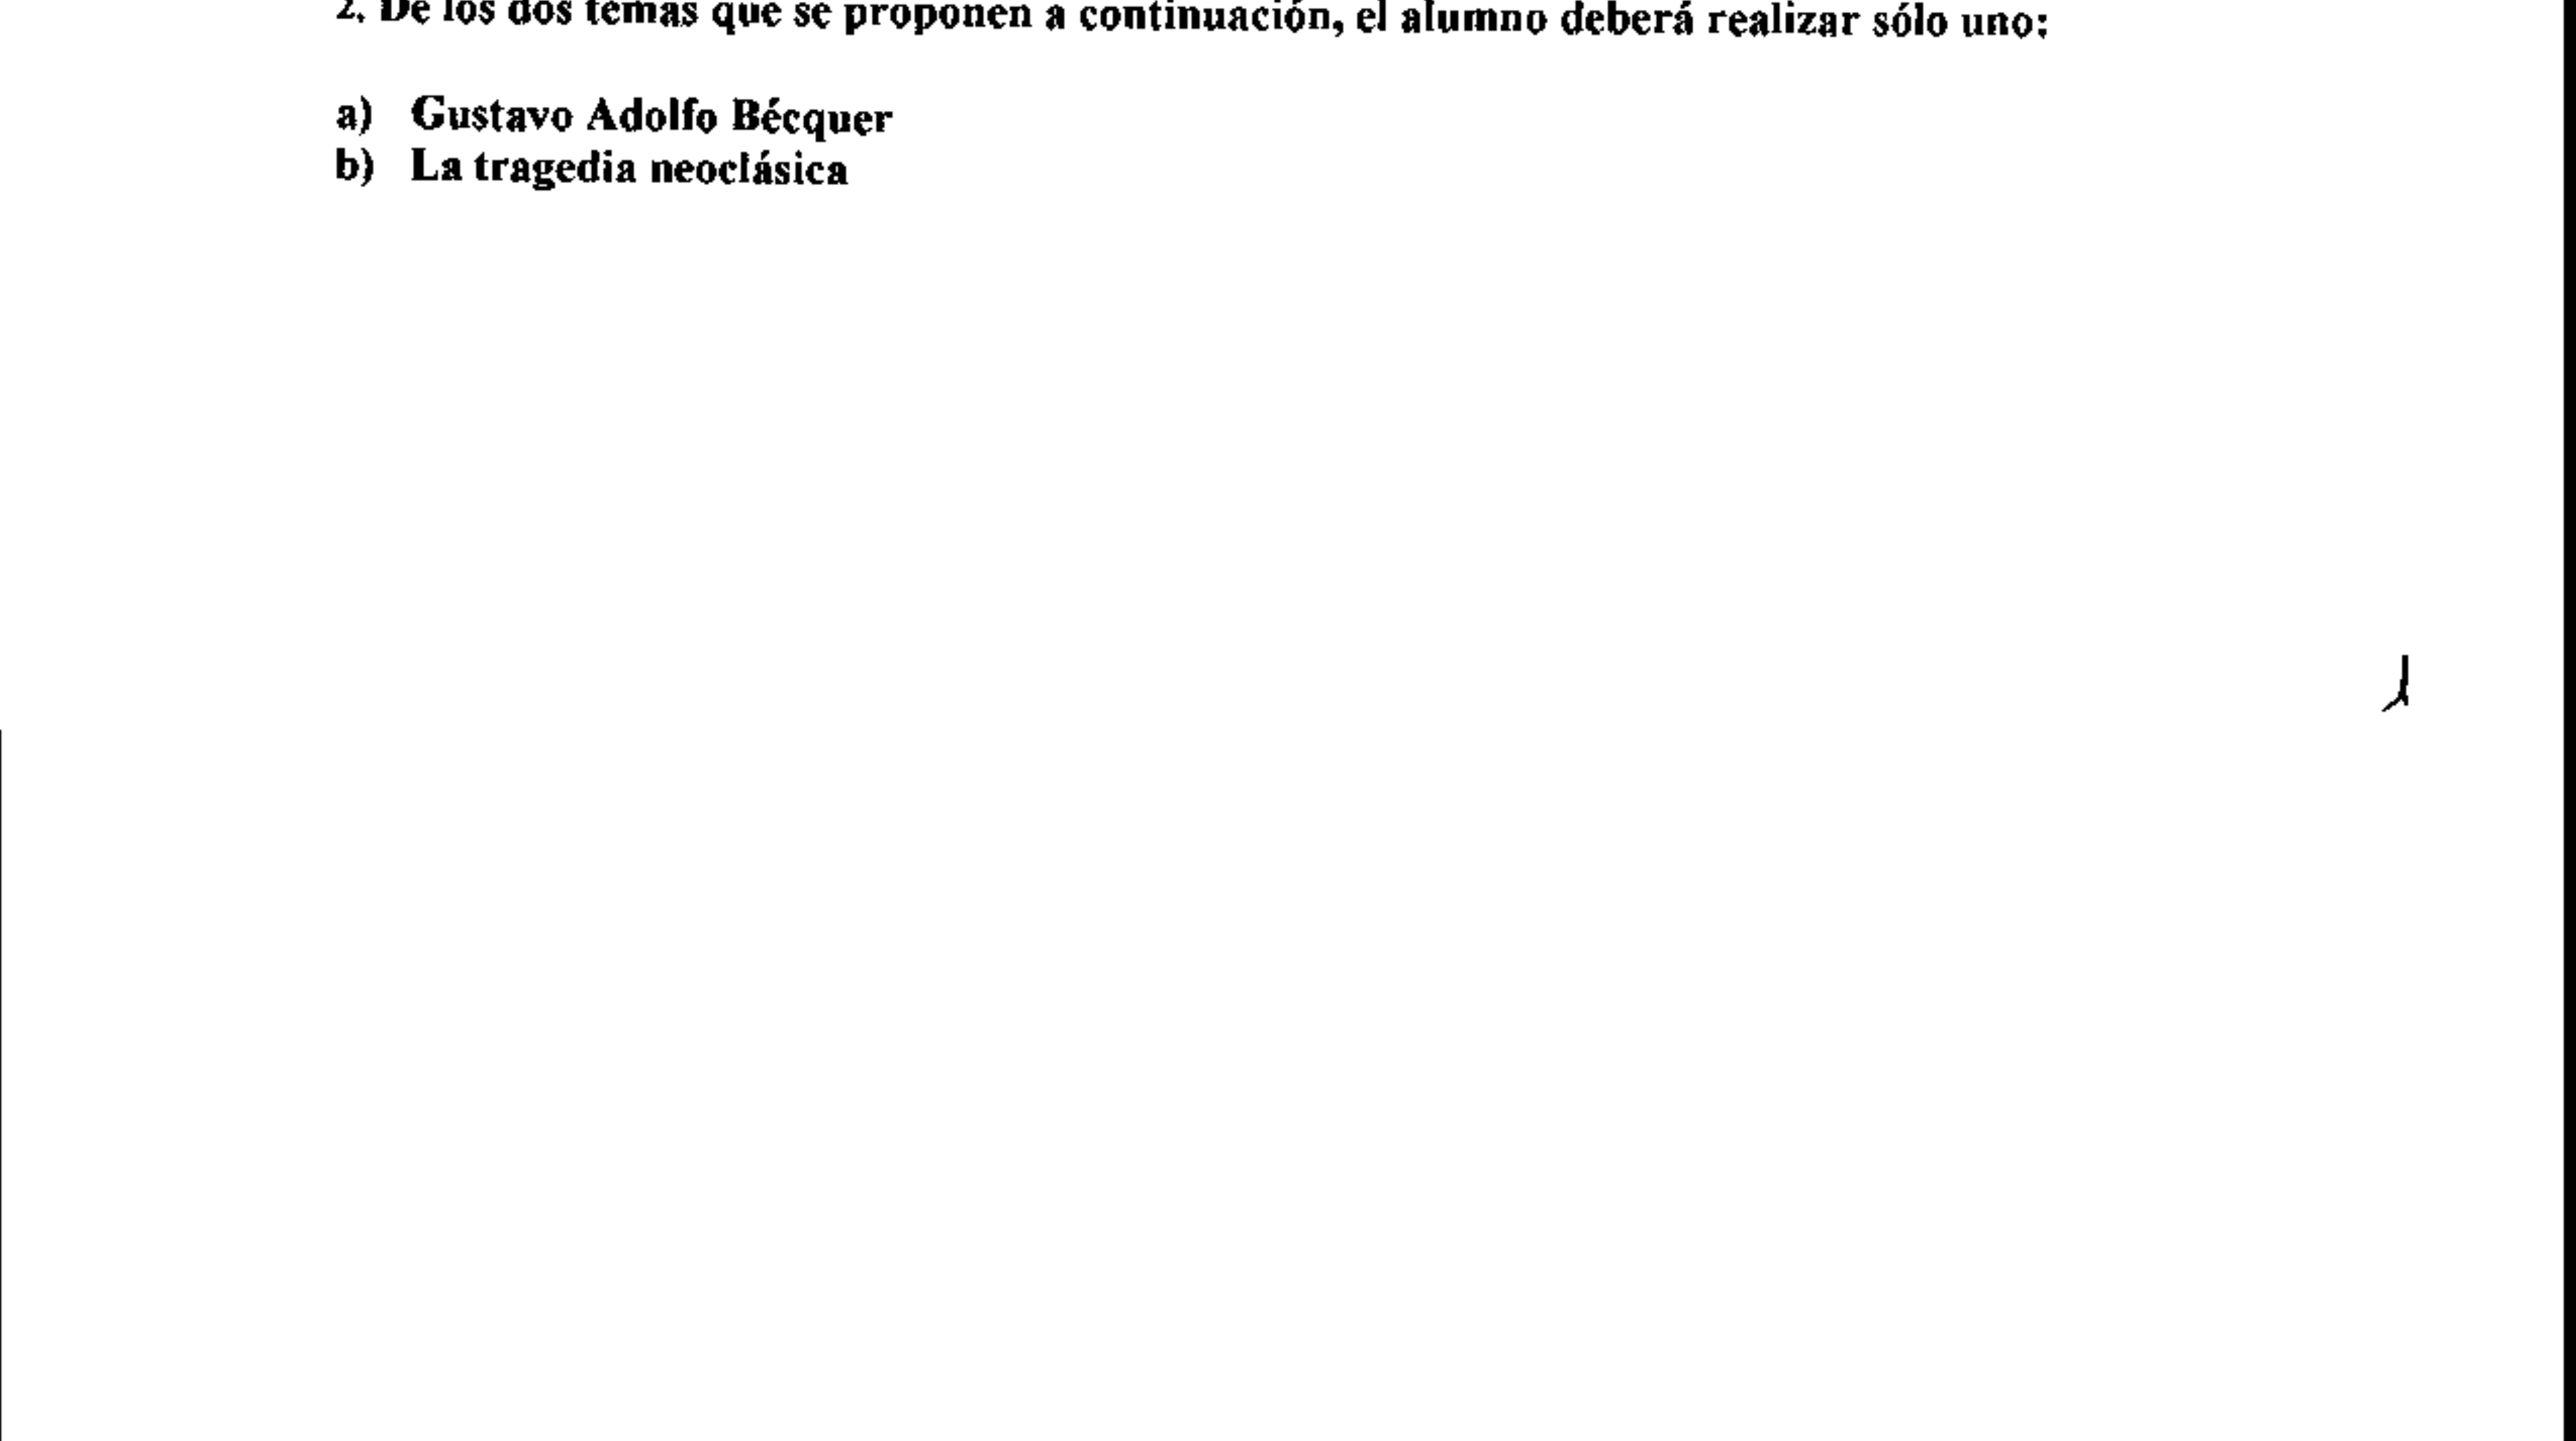 2. De los dos temas que se proponen a continuación, el alumno deberá realizar sólo uno:
a) Gustavo Adolfo Bécquer
b) La tragedia neoclásica